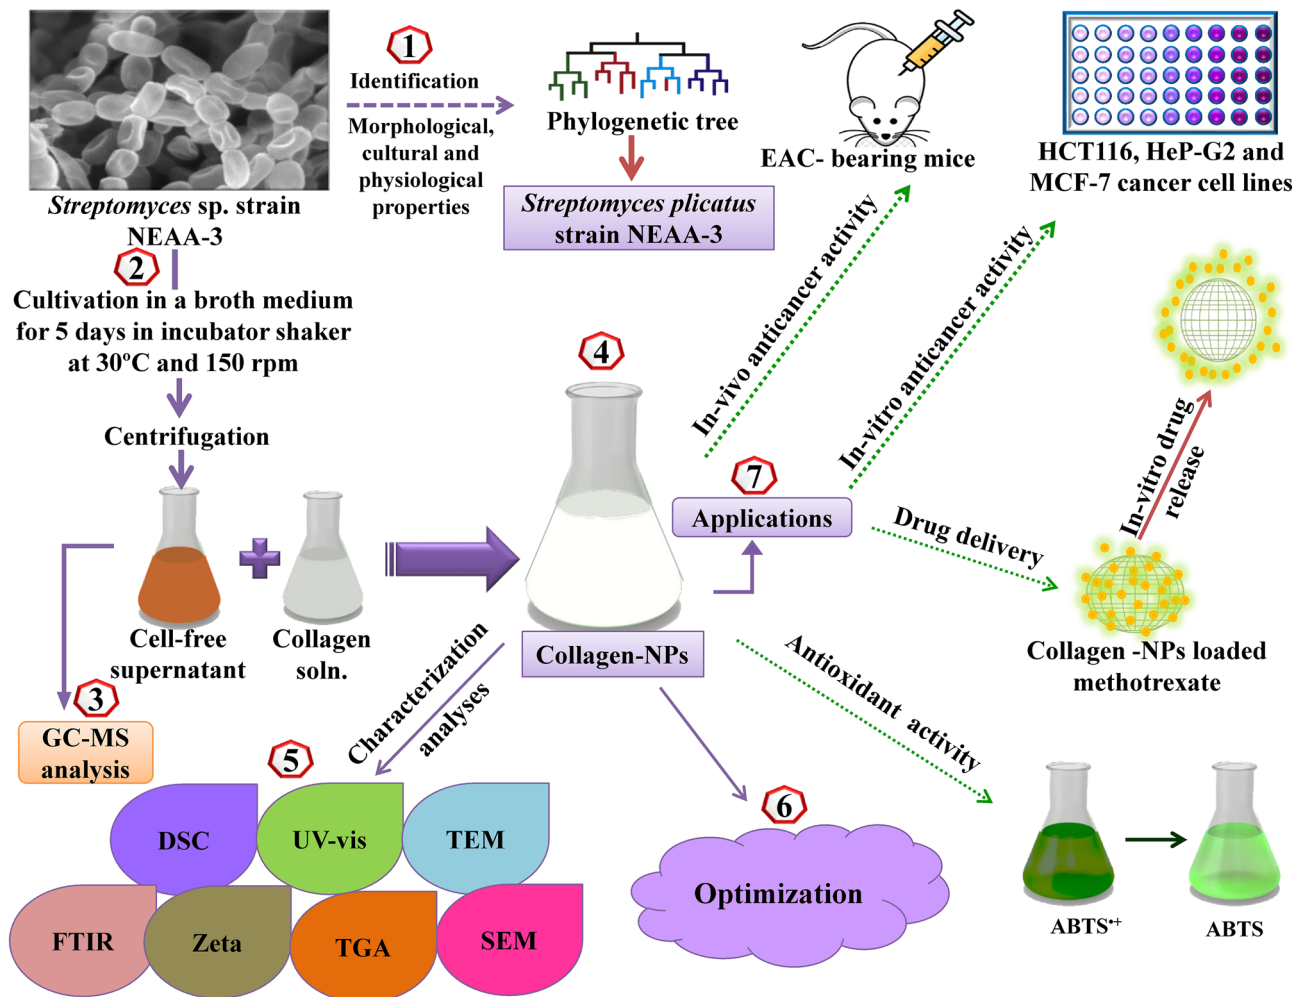 Streptomyces sp. strain
NEAA-3
1
Identification
Morphological,
cultural and
physiological
properties
Phylogenetic tree
Streptomyces plicatus
strain NEAA-3
2
Cultivation in a broth medium
for 5 days in incubator shaker
at 30ºC and 150 rpm
Centrifugation
Cell-free
supernatant
Collagen
soln.
3
GC-MS
analysis
4
Collagen-NPs
Characterization
analyses
5
DSC
UV-vis
TEM
FTIR
Zeta
TGA
SEM
6
Optimization
7
Applications
In-vivo anticancer activity
EAC- bearing mice
In-vitro anticancer activity
HCT116, HeP-G2 and
MCF-7 cancer cell lines
Drug delivery
Collagen -NPs loaded
methotrexate
In-vitro drug
release
Antioxidant activity
ABTS•+
ABTS